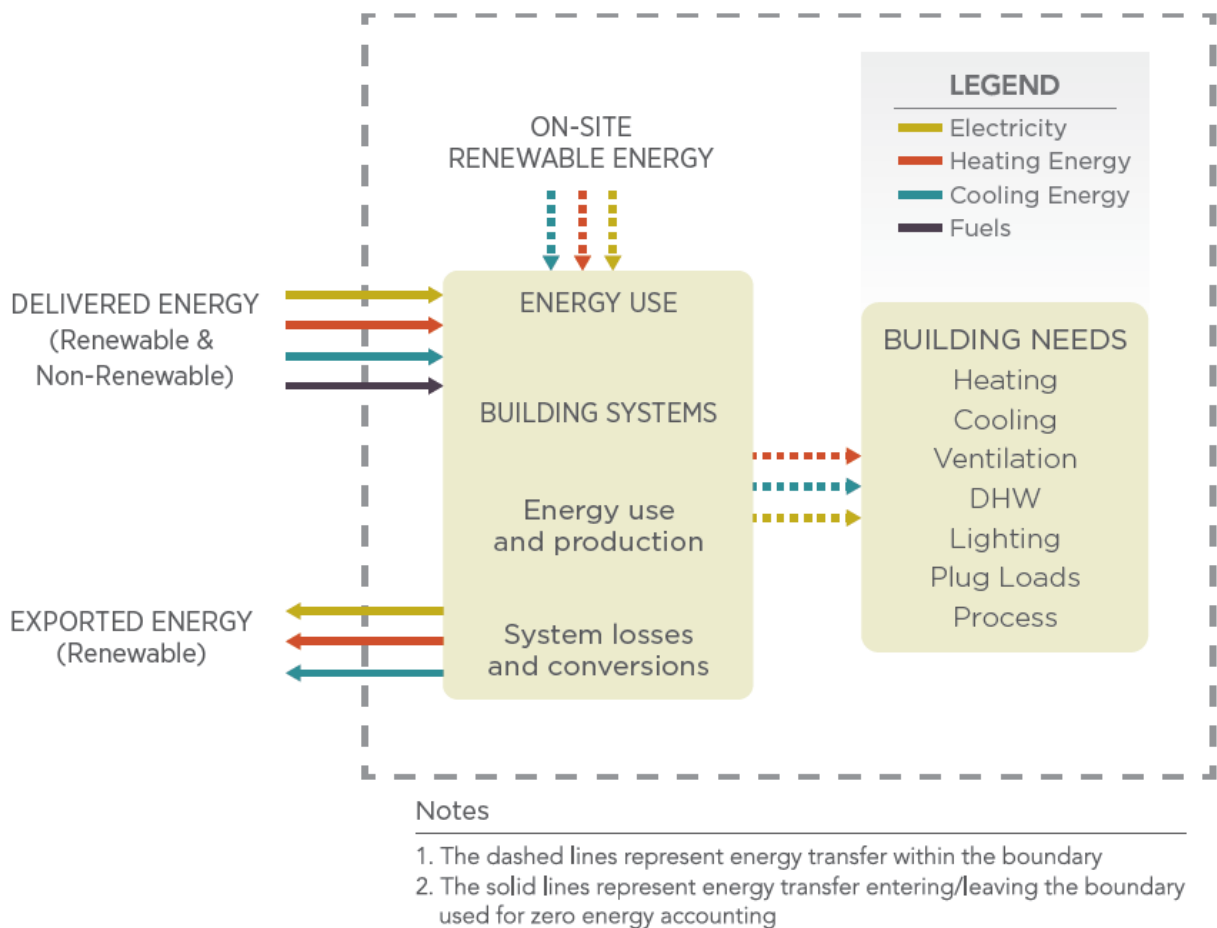 ON-SITE
RENEWABLE ENERGY
LEGEND
Electricity
Heating Energy
Cooling Energy
Fuels
DELIVERED ENERGY
(Renewable &
Non-Renewable)
ENERGY USE
BUILDING SYSTEMS
Energy use
and production
System losses
and conversions
BUILDING NEEDS
Heating
Cooling
Ventilation
DHW
Lighting
Plug Loads
Process
EXPORTED ENERGY
(Renewable)
Notes
1. The dashed lines represent energy transfer within the boundary
2. The solid lines represent energy transfer entering/leaving the boundary
used for zero energy accounting